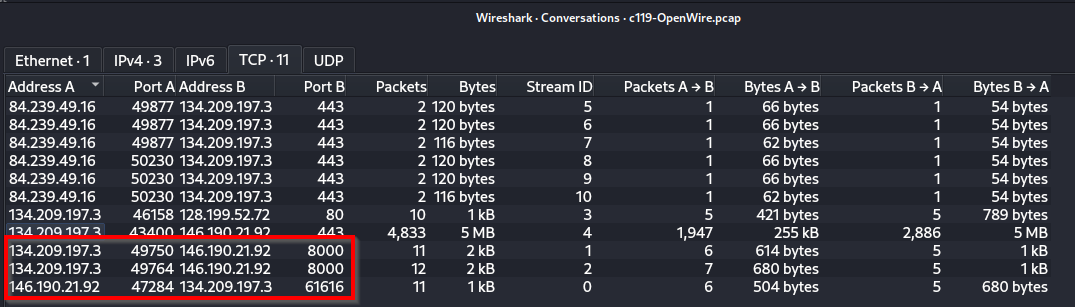 Wireshark · Conversations · c119-OpenWire.pcap
Ethernet · 1 IPv4 · 3 IPv6 TCP · 11 UDP
Address A Port A Address B Port B Packets Bytes Stream ID Packets A → B Bytes A → B Packets B → A Bytes B → A
84.239.49.16 49877 134.209.197.3 443 2 120 bytes 5 1 66 bytes 1 54 bytes
84.239.49.16 49877 134.209.197.3 443 2 120 bytes 6 1 66 bytes 1 54 bytes
84.239.49.16 49877 134.209.197.3 443 2 116 bytes 7 1 62 bytes 1 54 bytes
84.239.49.16 50230 134.209.197.3 443 2 120 bytes 8 1 66 bytes 1 54 bytes
84.239.49.16 50230 134.209.197.3 443 2 120 bytes 9 1 66 bytes 1 54 bytes
84.239.49.16 50230 134.209.197.3 443 2 116 bytes 10 1 62 bytes 1 54 bytes
134.209.197.3 46158 128.199.52.72 80 10 1 kB 3 5 421 bytes 5 789 bytes
134.209.197.3 43400 146.190.21.92 443 4,833 5 MB 4 1,947 255 kB 2,886 5 MB
134.209.197.3 49750 146.190.21.92 8000 11 2 kB 1 6 614 bytes 5 1 kB
134.209.197.3 49764 146.190.21.92 8000 12 2 kB 2 7 680 bytes 5 1 kB
146.190.21.92 47284 134.209.197.3 61616 11 1 kB 0 6 504 bytes 5 680 bytes